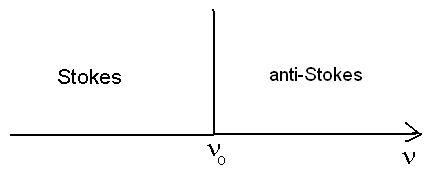 Stokes
anti-Stokes
ν₀
ν